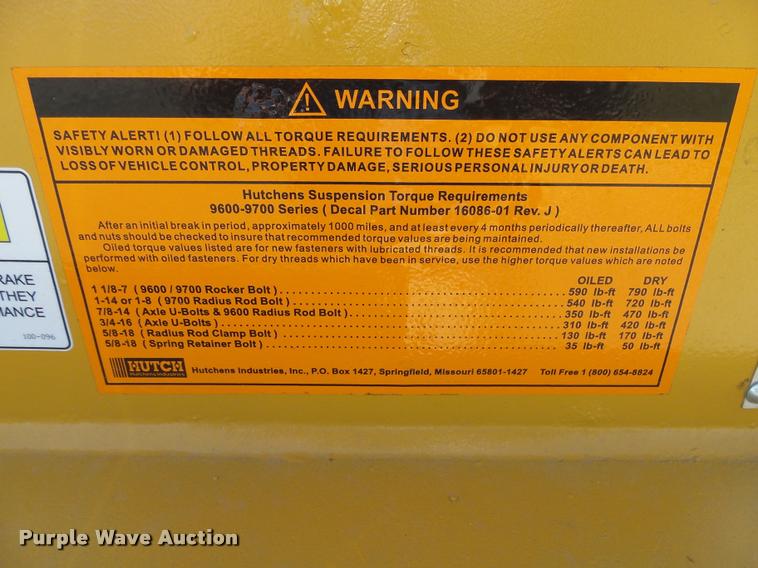 WARNING
SAFETY ALERT! (1) FOLLOW ALL TORQUE REQUIREMENTS. (2) DO NOT USE ANY COMPONENT WITH
VISIBLY WORN OR DAMAGED THREADS. FAILURE TO FOLLOW THESE SAFETY ALERTS CAN LEAD TO
LOSS OF VEHICLE CONTROL, PROPERTY DAMAGE, SERIOUS PERSONAL INJURY OR DEATH.
Hutchens Suspension Torque Requirements
9600-9700 Series ( Decal Part Number 16086-01 Rev. J )
After an initial break in period, approximately 1000 miles, and at least every 4 months periodically thereafter, ALL bolts
and nuts should be checked to insure that recommended torque values are being maintained.
Oiled torque values listed are for new fasteners with lubricated threads. It is recommended that new installations be
performed with oiled fasteners. For dry threads which have been in service, use the higher torque values which are noted
below.
OILED DRY
1 1/8-7 ( 9600 / 9700 Rocker Bolt) 590 lb-ft 790 lb-ft
1-14 or 1-8 ( 9700 Radius Rod Bolt) 540 lb-ft 720 lb-ft
7/8-14 (Axle U-Bolts & 9600 Radius Rod Bolt) 350 lb-ft 470 lb-ft
3/4-16 (Axle U-Bolts) 310 lb-ft 420 lb-ft
5/8-18 (Radius Rod Clamp Bolt) 130 lb-ft 170 lb-ft
5/8-18 (Spring Retainer Bolt) 35 lb-ft 50 lb-ft
HUTCH
Hutchens Industries
Hutchens Industries, Inc., P.O. Box 1427, Springfield, Missouri 65801-1427 Toll Free 1 (800) 654-8824
RAKE
THEY
MANCE
100-096
Purple Wave Auction